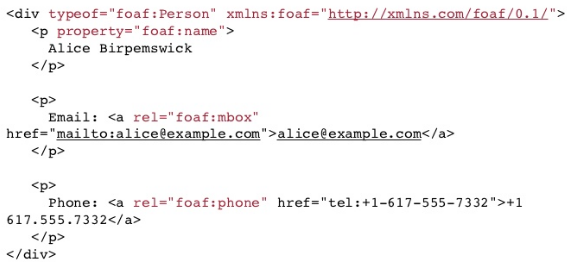 <div typeof="foaf:Person" xmlns:foaf="http://xmlns.com/foaf/0.1/">
<p property="foaf:name">
Alice Birpemswick
</p>
<p>
Email: <a rel="foaf:mbox"
href="mailto:alice@example.com">alice@example.com</a>
</p>
<p>
Phone: <a rel="foaf:phone" href="tel:+1-617-555-7332">+1
617.555.7332</a>
</p>
</div>